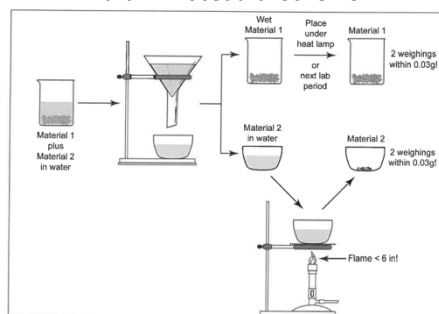 Wet
Material 1
Place
under
heat lamp
or
next lab
period
Material 1
2 weighings
within 0.03g!
Material 1
plus
Material 2
in water
Material 2
in water
Material 2
2 weighings
within 0.03g!
Flame < 6 in!